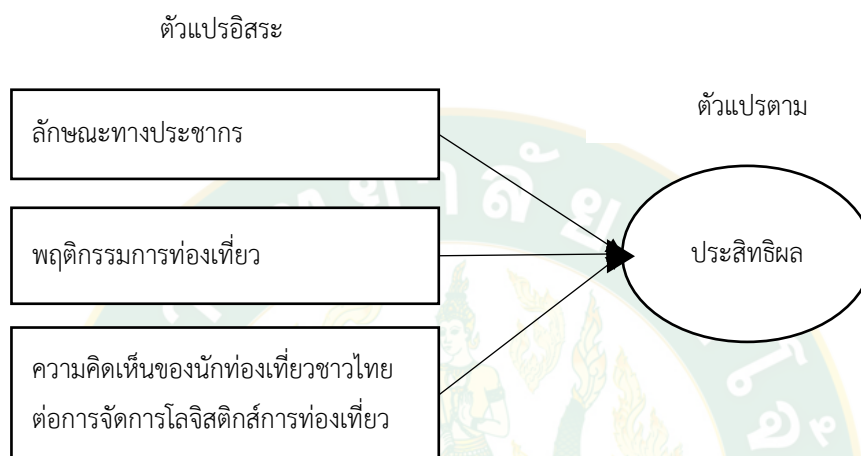 ตัวแปรอิสระ
ตัวแปรตาม
ลักษณะทางประชากร
พฤติกรรมการท่องเที่ยว
ประสิทธิผล
ความคิดเห็นของนักท่องเที่ยวชาวไทย
ต่อการจัดการโลจิสติกส์การท่องเที่ยว